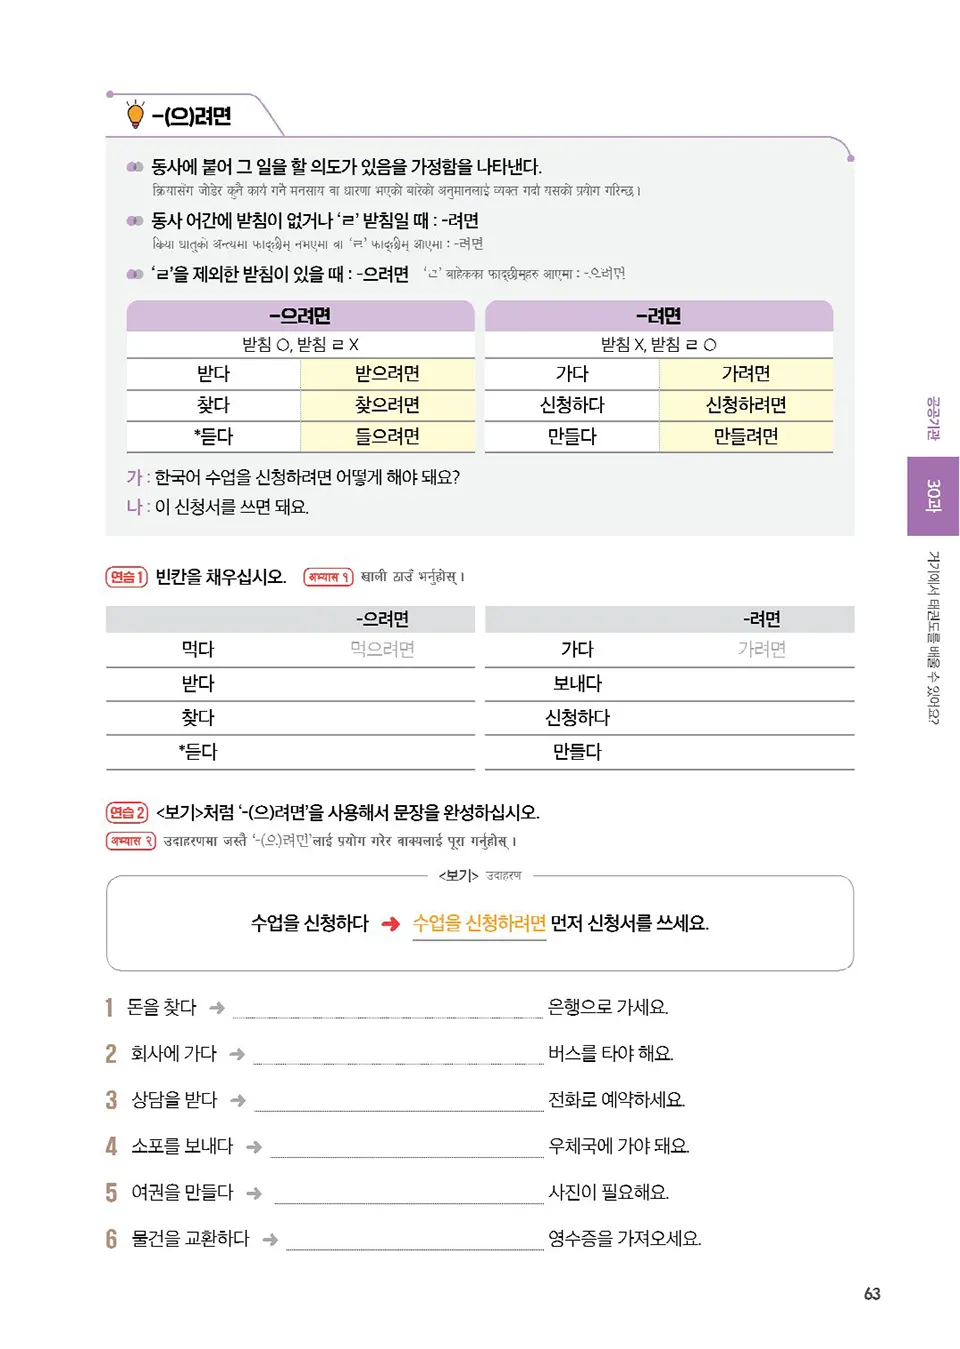 -(으)려면
동사에 붙어 그 일을 할 의도가 있음을 가정함을 나타낸다.
क्रियासँग जोडेर कुनै कार्य गर्ने मनसाय वा धारणा भएको बारेको अनुमानलाई व्यक्त गर्दा यसको प्रयोग गरिन्छ ।
동사 어간에 받침이 없거나 ‘ㄹ’ 받침일 때 : -려면
क्रिया धातुको अन्त्यमा फाद्छीम् नभएमा वा ‘ㄹ’ फाद्छीम् आएमा : -려면
‘ㄹ’을 제외한 받침이 있을 때 : -으려면 ‘ㄹ’ बाहेकका फाद्छीम्हरु आएमा : -으려면
-으려면 -려면
받침 O, 받침 ㄹ X 받침 X, 받침 ㄹ O
받다 받으려면 가다 가려면
찾다 찾으려면 신청하다 신청하려면
*듣다 들으려면 만들다 만들려면
가 : 한국어 수업을 신청하려면 어떻게 해야 돼요?
나 : 이 신청서를 쓰면 돼요.
연습 1 빈칸을 채우십시오. अभ्यास १ खाली ठाउँ भर्नुहोस् ।
-으려면 -려면
먹다 먹으려면 가다 가려면
받다 보내다
찾다 신청하다
*듣다 만들다
연습 2 <보기>처럼 ‘-(으)려면’을 사용해서 문장을 완성하십시오.
अभ्यास २ उदाहरणमा जस्तै ‘-(으)려면’लाई प्रयोग गरेर वाक्यलाई पूरा गर्नुहोस् ।
<보기> उदाहरण
수업을 신청하다 ➜ 수업을 신청하려면 먼저 신청서를 쓰세요.
1 돈을 찾다 ➜ 은행으로 가세요.
2 회사에 가다 ➜ 버스를 타야 해요.
3 상담을 받다 ➜ 전화로 예약하세요.
4 소포를 보내다 ➜ 우체국에 가야 돼요.
5 여권을 만들다 ➜ 사진이 필요해요.
6 물건을 교환하다 ➜ 영수증을 가져오세요.
공공기관
30과
거기에서 태권도를 배울 수 있어요?
63